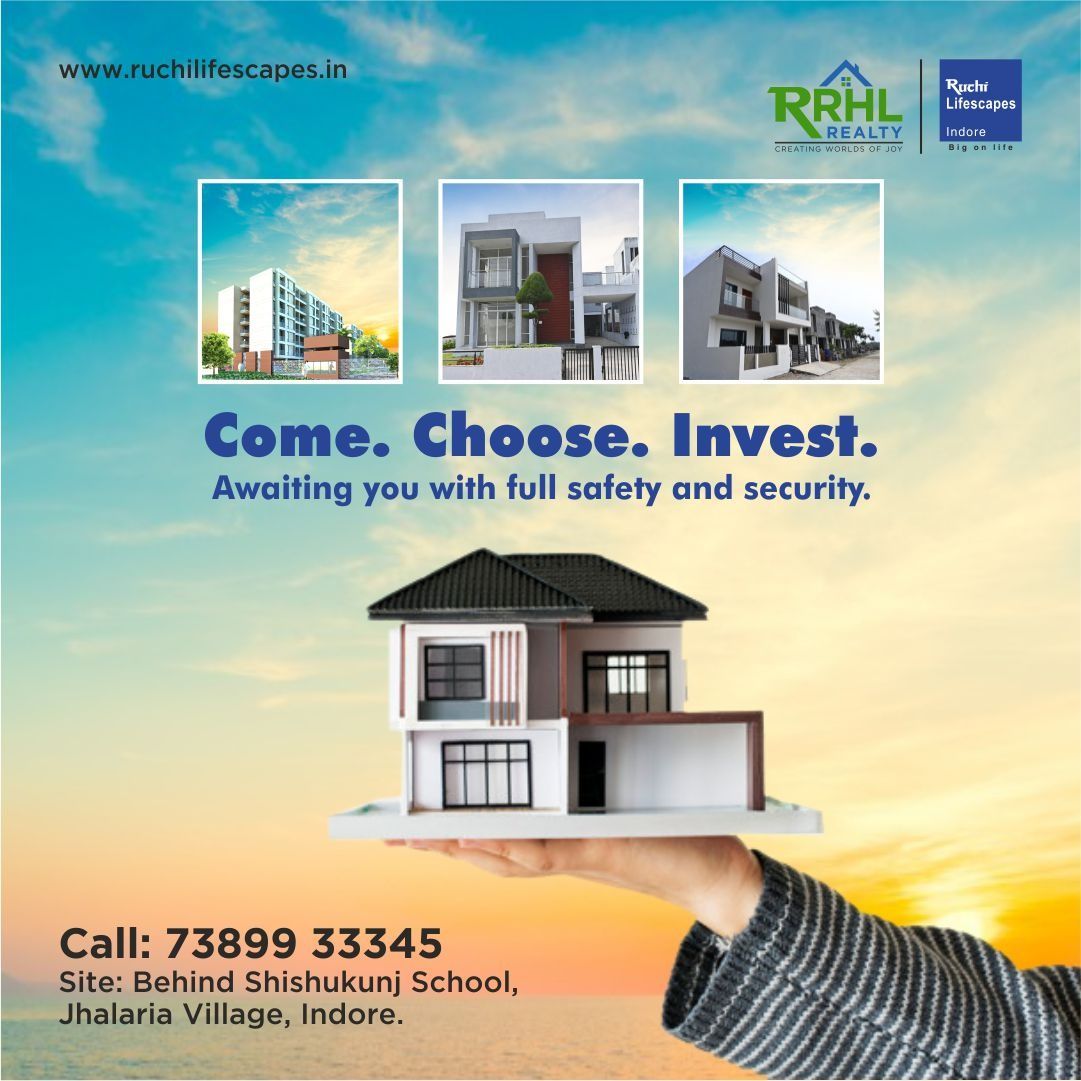 www.ruchilifescapes.in
RRHL
REALTY
CREATING WORLDS OF JOY
Ruchi
Lifescapes
Indore
Big on life
Come. Choose. Invest.
Awaiting you with full safety and security.
Call: 73899 33345
Site: Behind Shishukunj School,
Jhalaria Village, Indore.